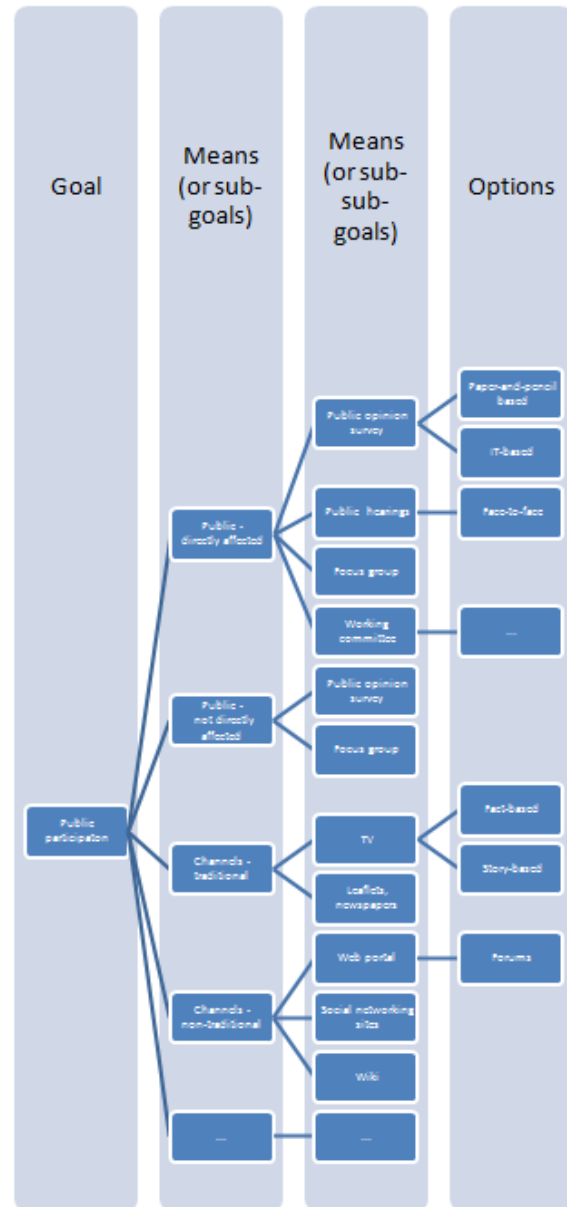 Goal
Means
(or sub-
goals)
Means
(or sub-
sub-
goals)
Options
Public
participaton
Public -
directly affected
Public -
not directly
affected
Channels -
traditional
Channels -
non-traditional
...
Public opinion
survey
Public hearings
Focus group
Working
committee
Public opinion
survey
Focus group
TV
Leaflets,
newspapers
Web portal
Social networking
sites
Wiki
...
Paper-and-pencil
based
IT-based
Face-to-face
...
Fact-based
Story-based
Forums